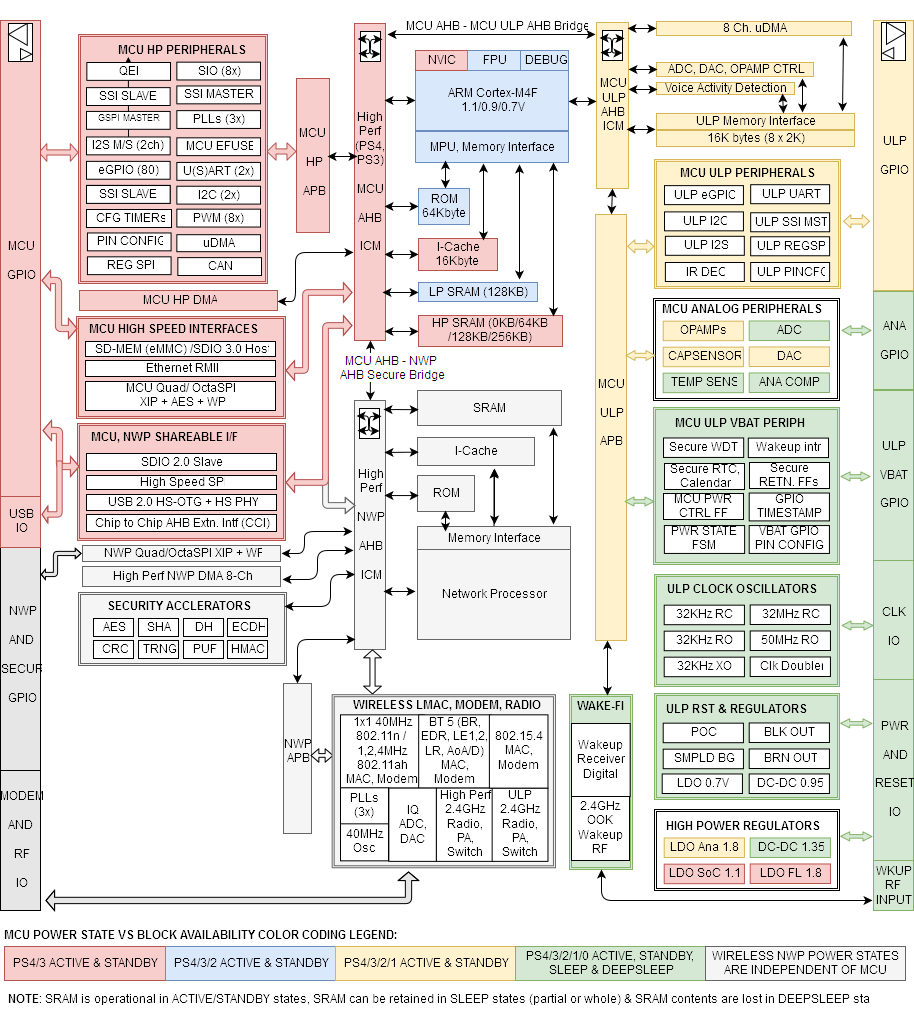 MCU AHB - MCU ULP AHB Bridge
MCU
GPIO
USB
IO
NWP
AND
SECUR
GPIO
MODEM
AND
RF
IO
MCU HP PERIPHERALS
QEI
SIO (8x)
SSI SLAVE
SSI MASTER
GSPI MASTER
PLLs (3x)
I2S M/S (2ch)
MCU EFUSE
eGPIO (80)
U(S)ART (2x)
SSI SLAVE
I2C (2x)
CFG TIMERs
PWM (8x)
PIN CONFIG
uDMA
REG SPI
CAN
MCU HP DMA
MCU HIGH SPEED INTERFACES
SD-MEM (eMMC) /SDIO 3.0 Host
Ethernet RMII
MCU Quad/ OctaSPI
XIP + AES + WP
MCU, NWP SHAREABLE I/F
SDIO 2.0 Slave
High Speed SPI
USB 2.0 HS-OTG + HS PHY
Chip to Chip AHB Extn. Intf (CCI)
NWP Quad/OctaSPI XIP + WF
High Perf NWP DMA 8-Ch
SECURITY ACCLERATORS
AES
SHA
DH
ECDH
CRC
TRNG
PUF
HMAC
MCU
HP
APB
High
Perf
(PS4,
PS3)
MCU
AHB
ICM
NVIC
FPU
DEBUG
ARM Cortex-M4F
1.1/0.9/0.7V
MPU, Memory Interface
ROM
64Kbyte
I-Cache
16Kbyte
LP SRAM (128KB)
HP SRAM (0KB/64KB
/128KB/256KB)
MCU AHB - NWP
AHB Secure Bridge
High
Perf
NWP
AHB
ICM
SRAM
I-Cache
ROM
Memory Interface
Network Processor
NWP
APB
WIRELESS LMAC, MODEM, RADIO
1x1 40MHz
802.11n /
1,2,4MHz
802.11ah
MAC, Modem
BT 5 (BR,
EDR, LE1,2,
LR, AoA/D)
MAC,
Modem
802.15.4
MAC,
Modem
PLLs
(3x)
40MHz
Osc
IQ
ADC,
DAC
High Perf
2.4GHz
Radio,
PA,
Switch
ULP
2.4GHz
Radio,
PA,
Switch
WAKE-FI
Wakeup
Receiver
Digital
2.4GHz
OOK
Wakeup
RF
MCU
ULP
AHB
ICM
MCU
ULP
APB
8 Ch. uDMA
ADC, DAC, OPAMP CTRL
Voice Activity Detection
ULP Memory Interface
16K bytes (8 x 2K)
MCU ULP PERIPHERALS
ULP eGPIC
ULP UART
ULP I2C
ULP SSI MST
ULP I2S
ULP REGSP
IR DEC
ULP PINCFG
MCU ANALOG PERIPHERALS
OPAMPs
ADC
CAPSENSOR
DAC
TEMP SENS
ANA COMP
MCU ULP VBAT PERIPH
Secure WDT
Wakeup intr
Secure RTC,
Calendar
Secure
RETN. FFs
MCU PWR
CTRL FF
GPIO
TIMESTAMP
PWR STATE
FSM
VBAT GPIO
PIN CONFIG
ULP CLOCK OSCILLATORS
32KHz RC
32MHz RC
32KHz RO
50MHz RO
32KHz XO
Clk Doubler
ULP RST & REGULATORS
POC
BLK OUT
SMPLD BG
BRN OUT
LDO 0.7V
DC-DC 0.95
HIGH POWER REGULATORS
LDO Ana 1.8
DC-DC 1.35
LDO SoC 1.1
LDO FL 1.8
ULP
GPIO
ANA
GPIO
ULP
VBAT
GPIO
CLK
IO
PWR
AND
RESET
IO
WKUP
RF
INPUT
MCU POWER STATE VS BLOCK AVAILABILITY COLOR CODING LEGEND:
PS4/3 ACTIVE & STANDBY
PS4/3/2 ACTIVE & STANDBY
PS4/3/2/1 ACTIVE & STANDBY
PS4/3/2/1/0 ACTIVE, STANDBY,
SLEEP & DEEPSLEEP
WIRELESS NWP POWER STATES
ARE INDEPENDENT OF MCU
NOTE: SRAM is operational in ACTIVE/STANDBY states, SRAM can be retained in SLEEP states (partial or whole) & SRAM contents are lost in DEEPSLEEP sta